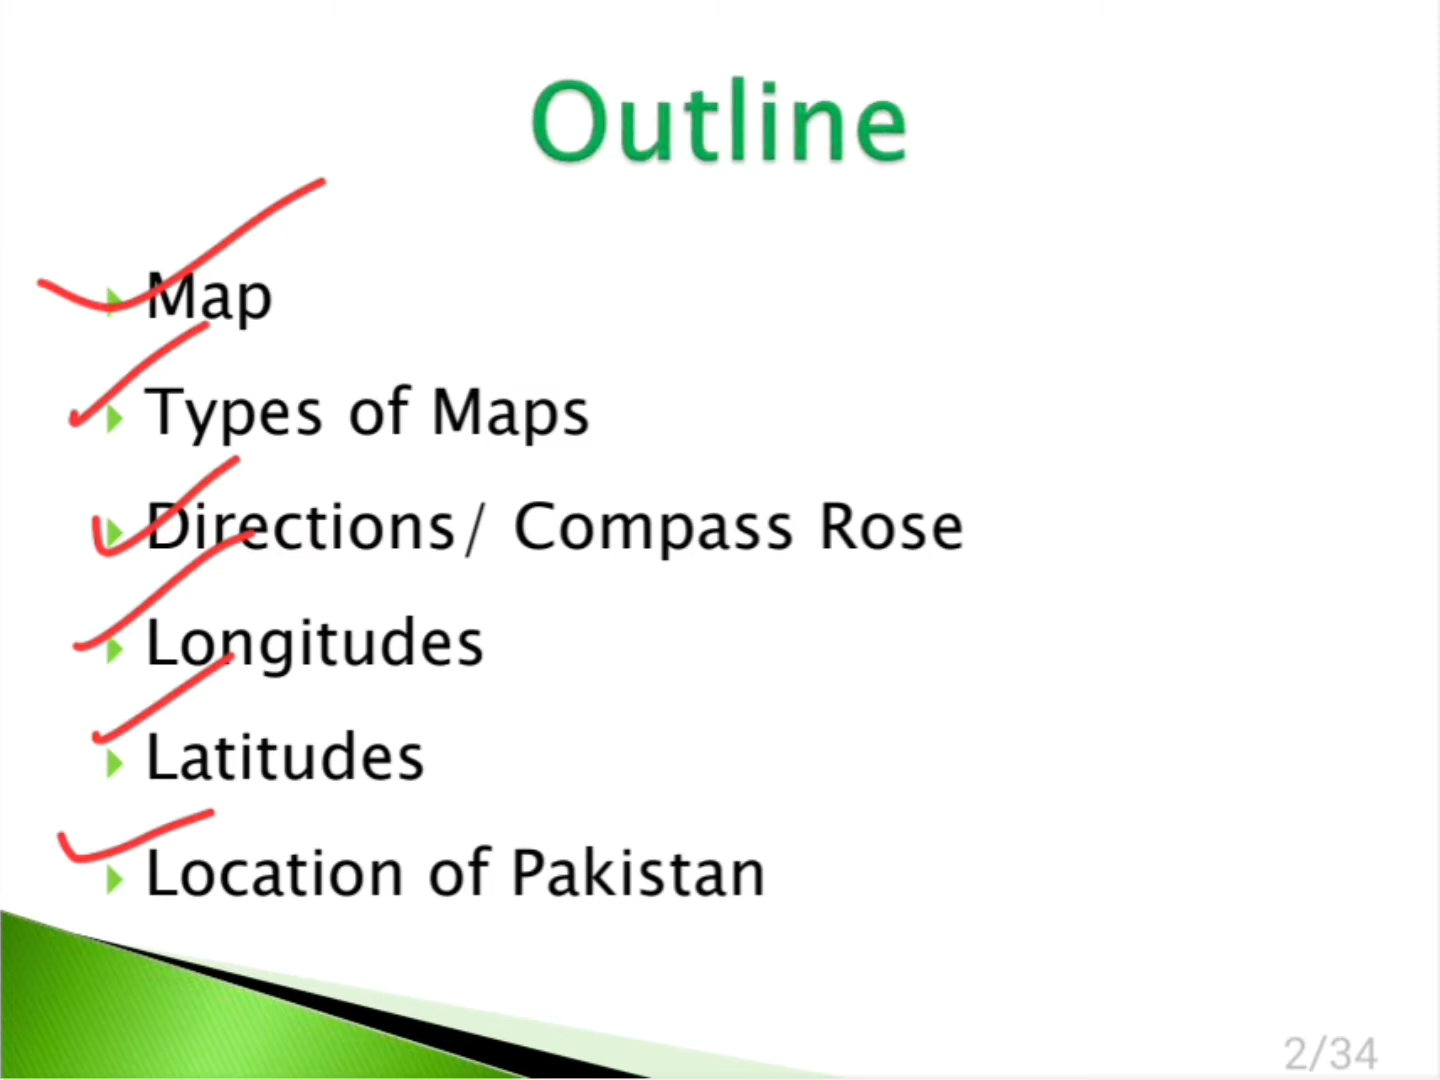 Outline
Map
Types of Maps
Directions/ Compass Rose
Longitudes
Latitudes
Location of Pakistan
2/34